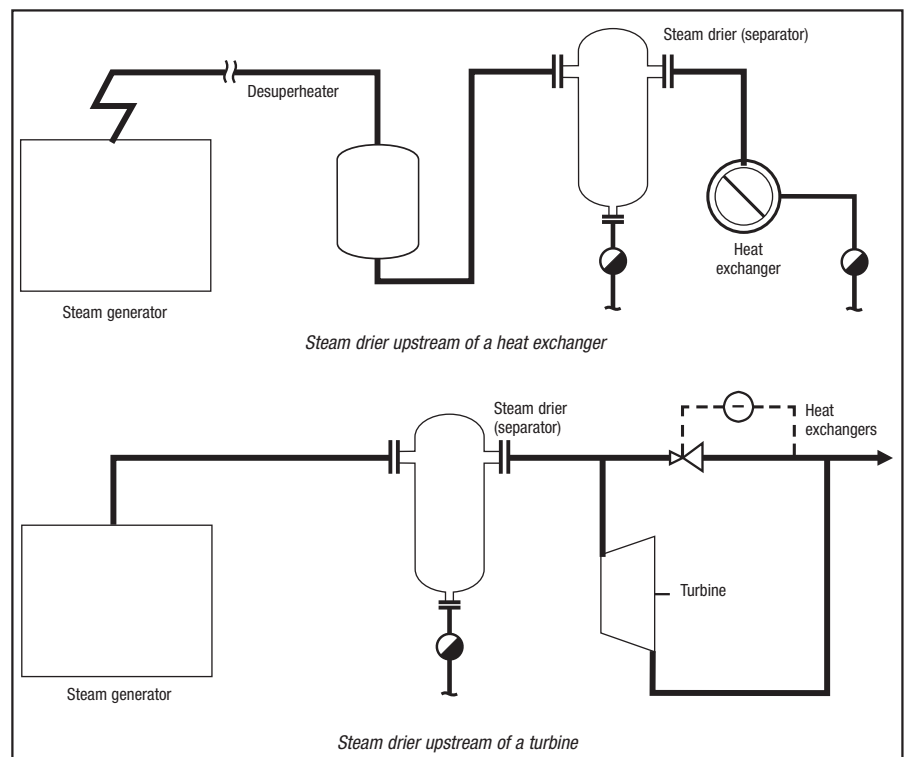 Steam drier (separator)
Desuperheater
Heat
exchanger
Steam generator
Steam drier upstream of a heat exchanger
Steam drier
(separator)
Heat
exchangers
Turbine
Steam generator
Steam drier upstream of a turbine